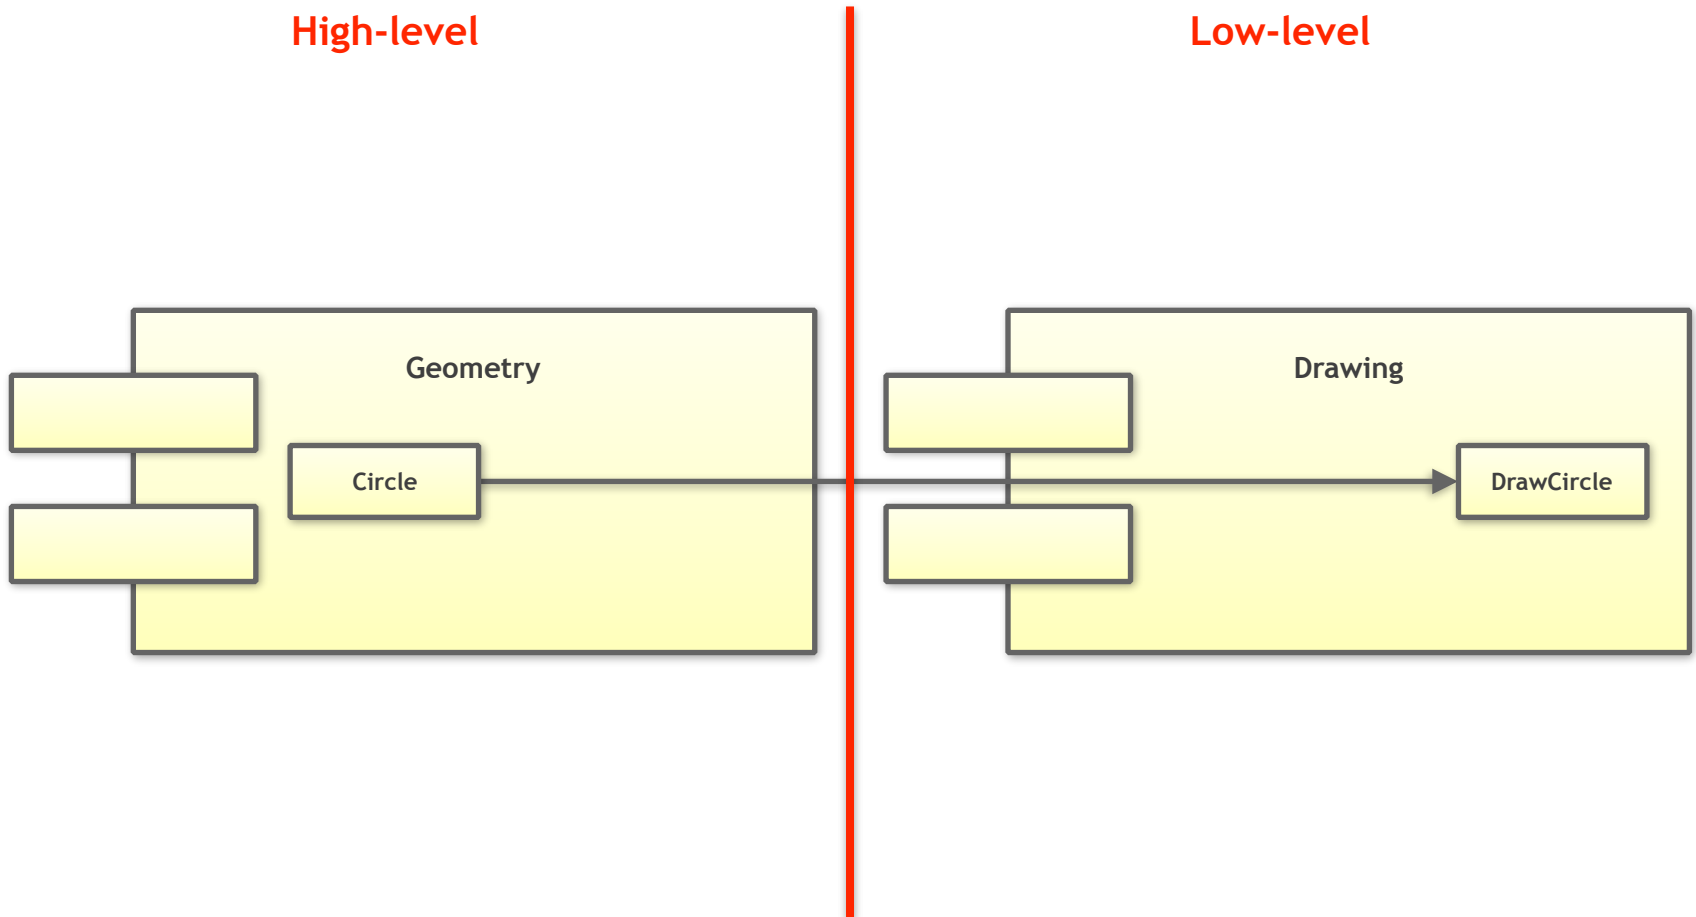 High-level
Low-level
Geometry
Drawing
Circle
DrawCircle